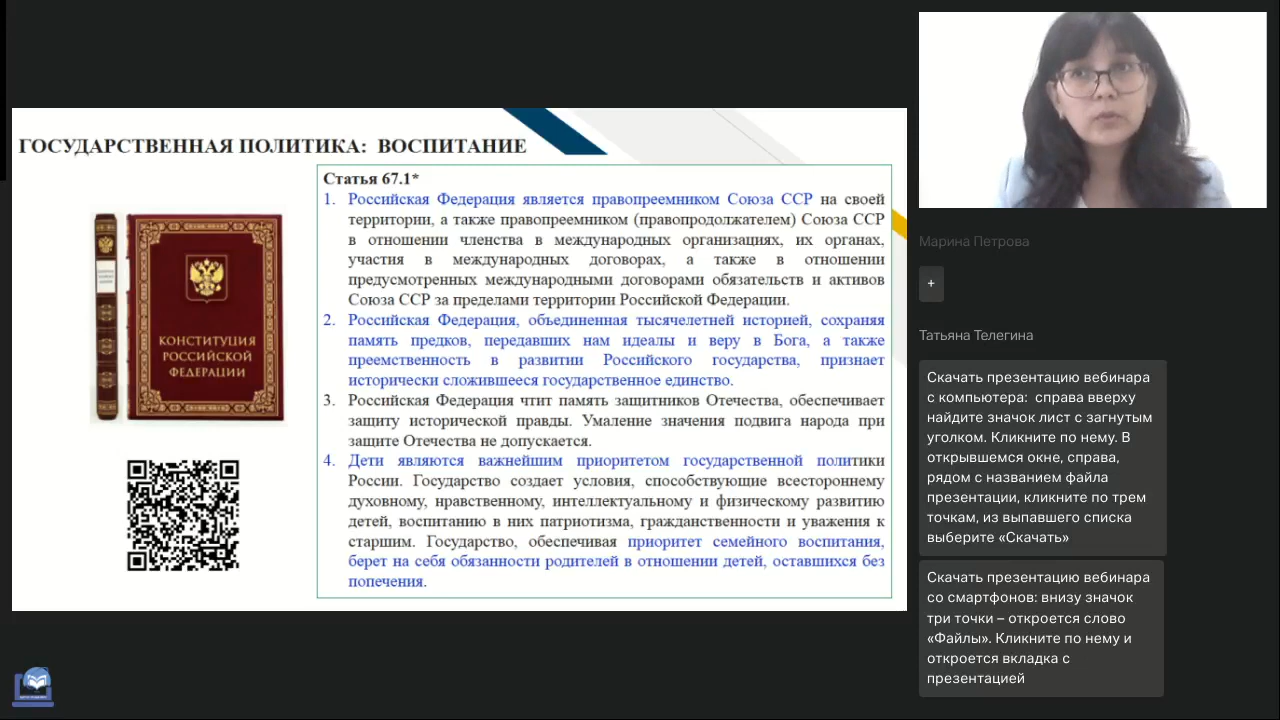 ГОСУДАРСТВЕННАЯ ПОЛИТИКА: ВОСПИТАНИЕ
КОНСТИТУЦИЯ
РОССИЙСКОЙ
ФЕДЕРАЦИИ
Статья 67.1*
1. Российская Федерация является правопреемником Союза ССР на своей
территории, а также правопреемником (правопродолжателем) Союза ССР
в отношении членства в международных организациях, их органах,
участия в международных договорах, а также в отношении
предусмотренных международными договорами обязательств и активов
Союза ССР за пределами территории Российской Федерации.
2. Российская Федерация, объединенная тысячелетней историей, сохраняя
память предков, передавших нам идеалы и веру в Бога, а также
преемственность в развитии Российского государства, признает
исторически сложившееся государственное единство.
3. Российская Федерация чтит память защитников Отечества, обеспечивает
защиту исторической правды. Умаление значения подвига народа при
защите Отечества не допускается.
4. Дети являются важнейшим приоритетом государственной политики
России. Государство создает условия, способствующие всестороннему
духовному, нравственному, интеллектуальному и физическому развитию
детей, воспитанию в них патриотизма, гражданственности и уважения к
старшим. Государство, обеспечивая приоритет семейного воспитания,
берет на себя обязанности родителей в отношении детей, оставшихся без
попечения.
Марина Петрова
+
Татьяна Телегина
Скачать презентацию вебинара
с компьютера: справа вверху
найдите значок лист с загнутым
уголком. Кликните по нему. В
открывшемся окне, справа,
рядом с названием файла
презентации, кликните по трем
точкам, из выпавшего списка
выберите «Скачать»
Скачать презентацию вебинара
со смартфонов: внизу значок
три точки – откроется слово
«Файлы». Кликните по нему и
откроется вкладка с
презентацией